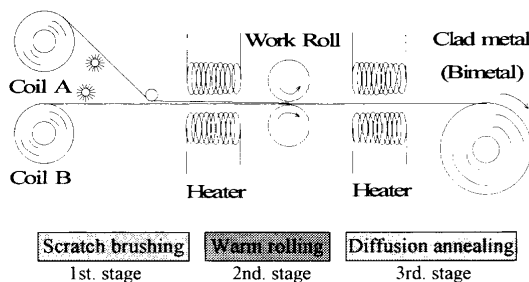 Work Roll
Clad metal
(Bimetal)
Coil A
Coil B
Heater
Heater
Scratch brushing
Warm rolling
Diffusion annealing
1st. stage
2nd. stage
3rd. stage